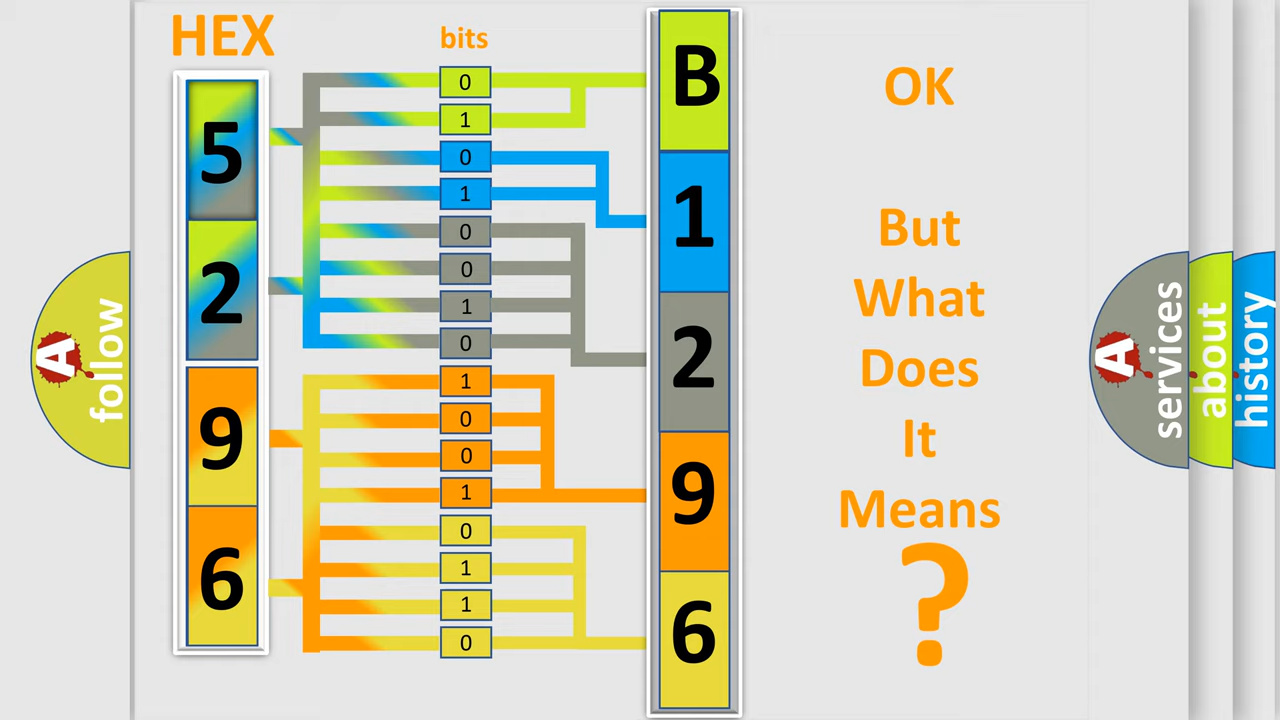 HEX
bits
5
2
9
6
0
1
0
1
0
0
1
0
1
0
0
1
0
1
1
0
B
1
2
9
6
OK
But
What
Does
It
Means
?
A
follow
A
services
about
history